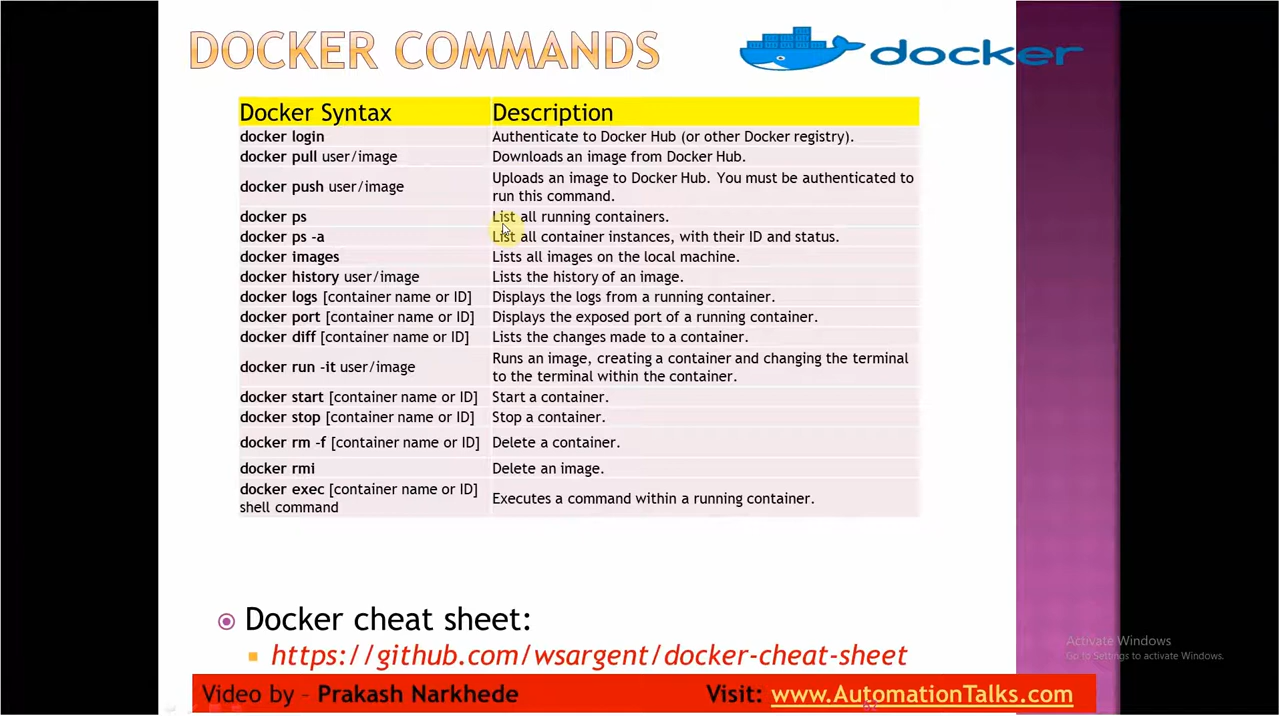 DOCKER COMMANDS
docker
Docker Syntax Description
docker login Authenticate to Docker Hub (or other Docker registry).
docker pull user/image Downloads an image from Docker Hub.
docker push user/image Uploads an image to Docker Hub. You must be authenticated to
run this command.
docker ps List all running containers.
docker ps -a List all container instances, with their ID and status.
docker images Lists all images on the local machine.
docker history user/image Lists the history of an image.
docker logs [container name or ID] Displays the logs from a running container.
docker port [container name or ID] Displays the exposed port of a running container.
docker diff [container name or ID] Lists the changes made to a container.
docker run -it user/image Runs an image, creating a container and changing the terminal
to the terminal within the container.
docker start [container name or ID] Start a container.
docker stop [container name or ID] Stop a container.
docker rm -f [container name or ID] Delete a container.
docker rmi Delete an image.
docker exec [container name or ID]
shell command Executes a command within a running container.
Docker cheat sheet:
https://github.com/wsargent/docker-cheat-sheet
Activate Windows
Go to Settings to activate Windows.
Video by - Prakash Narkhede Visit: www.AutomationTalks.com